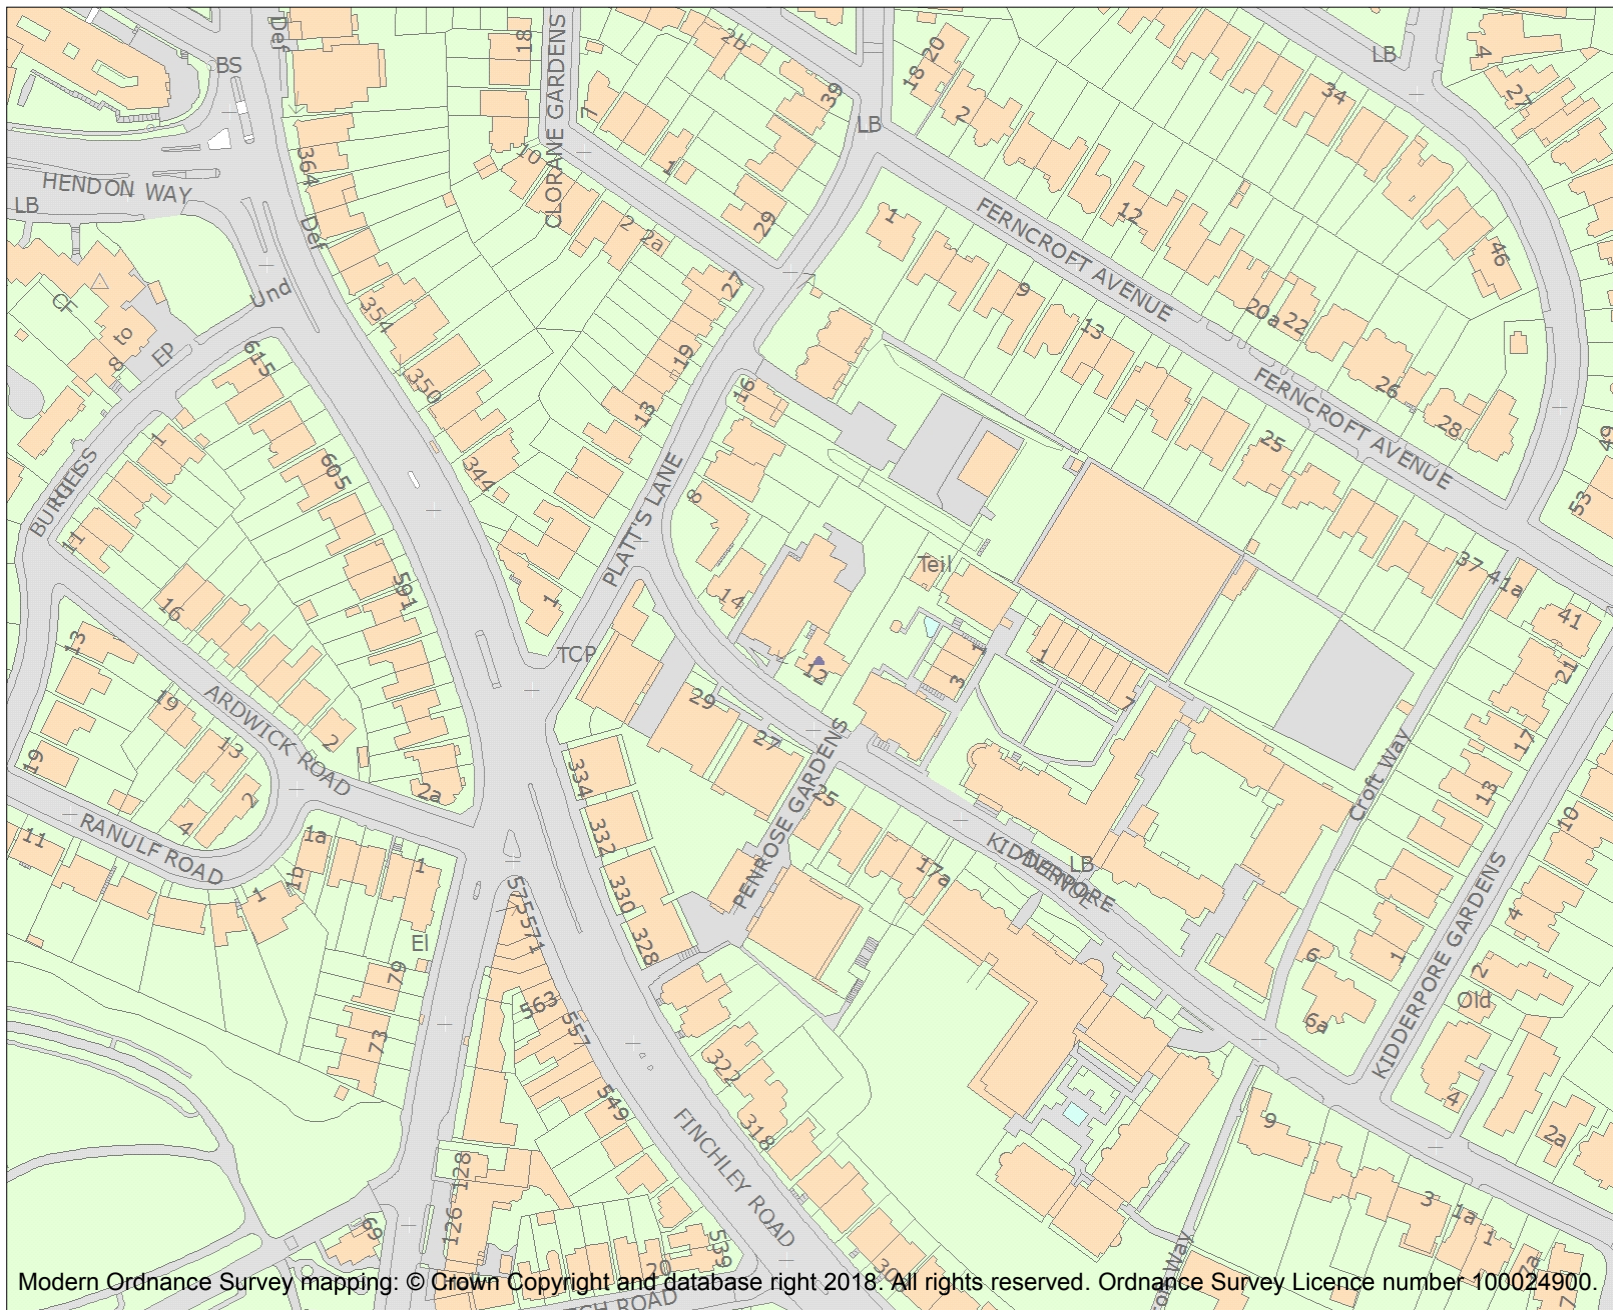 Def
18
CLORANE GARDENS
2b
39
20
18
LB
4
27
BS
7
LB
2
34
364
10
1
HENDON WAY
LB
Def
2
2a
29
1
12
FERNCROFT AVENUE
46
Und
27
CF
354
to
8
EP
9
20a
22
13
615
350
19
16
13
26
28
FERNCROFT AVENUE
25
49
1
605
344
53
BURGESS
11
8
PLATT'S LANE
591
16
1
14
Teil
37
41a
41
13
TCP
12
1
3
1
7
21
ARDWICK ROAD
19
13
2
29
27
17
19
2
2a
334
25
PENROSE GARDENS
Croft Way
13
10
RANULF ROAD
11
4
1a
1b
1
1
332
17a
KIDDERPORE
LB
KIDDERPORE GARDENS
575
571
330
328
4
El
79
6
1
2
Old
563
557
73
6a
322
549
318
FINCHLEY ROAD
9
4
2a
128
126
69
539
20
3
1a
1
7a
7
Modern Ordnance Survey mapping: © Crown Copyright and database right 2018. All rights reserved. Ordnance Survey Licence number 100024900.